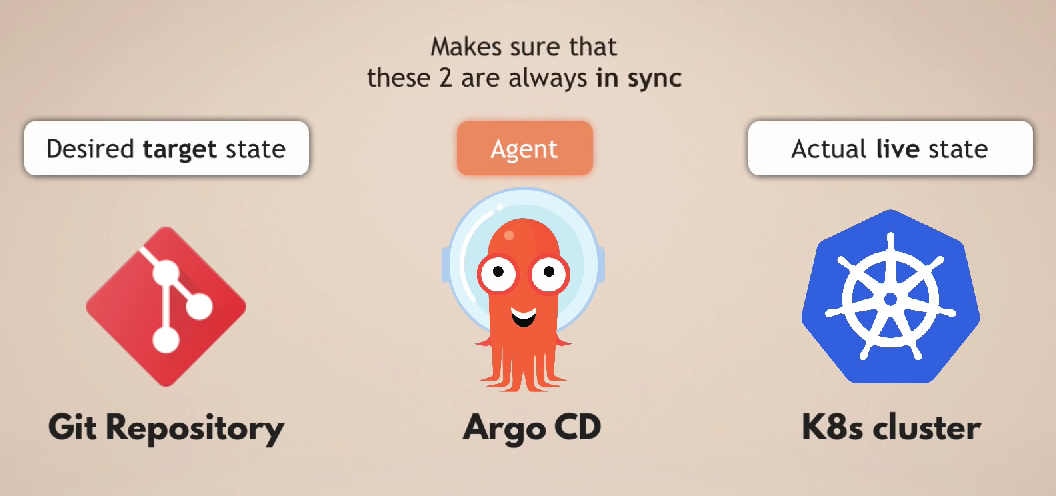 Makes sure that
these 2 are always in sync
Desired target state
Agent
Actual live state
Git Repository
Argo CD
K8s cluster